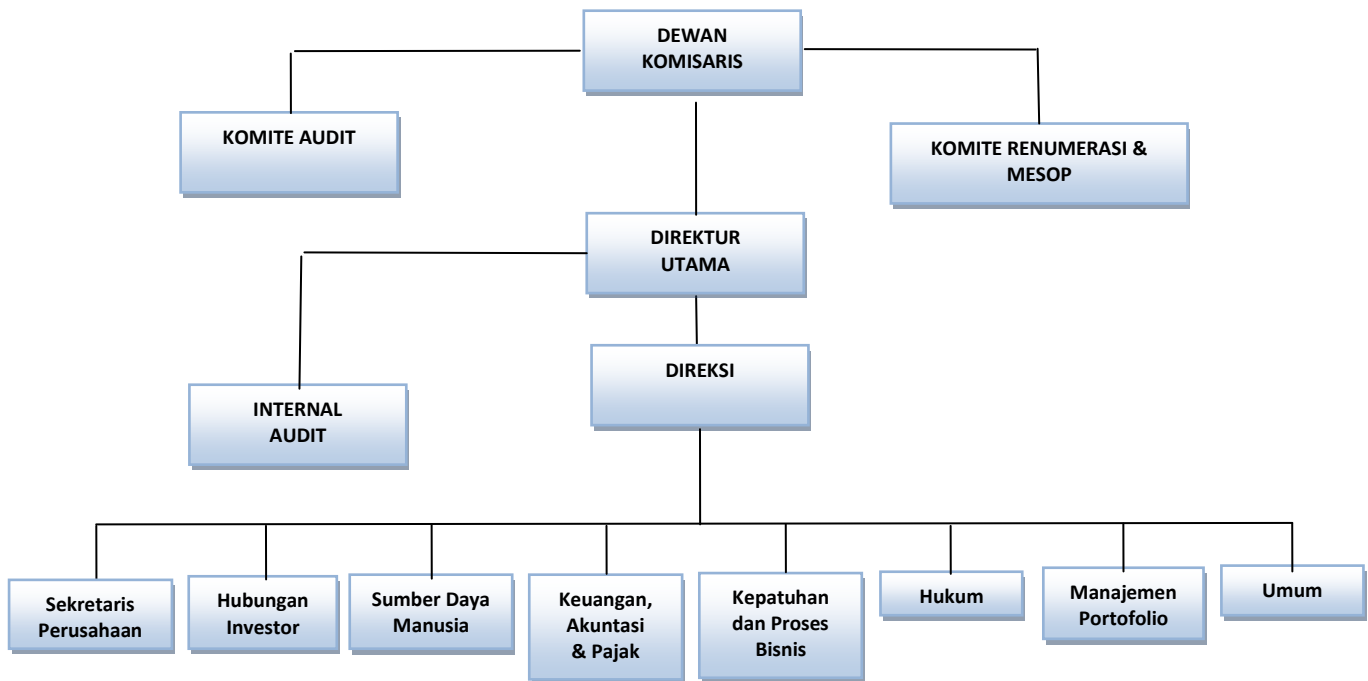 DEWAN
KOMISARIS
KOMITE AUDIT
KOMITE RENUMERASI &
MESOP
DIREKTUR
UTAMA
DIREKSI
INTERNAL
AUDIT
Sekretaris
Perusahaan
Hubungan
Investor
Sumber Daya
Manusia
Keuangan,
Akuntasi
& Pajak
Kepatuhan
dan Proses
Bisnis
Hukum
Manajemen
Portofolio
Umum